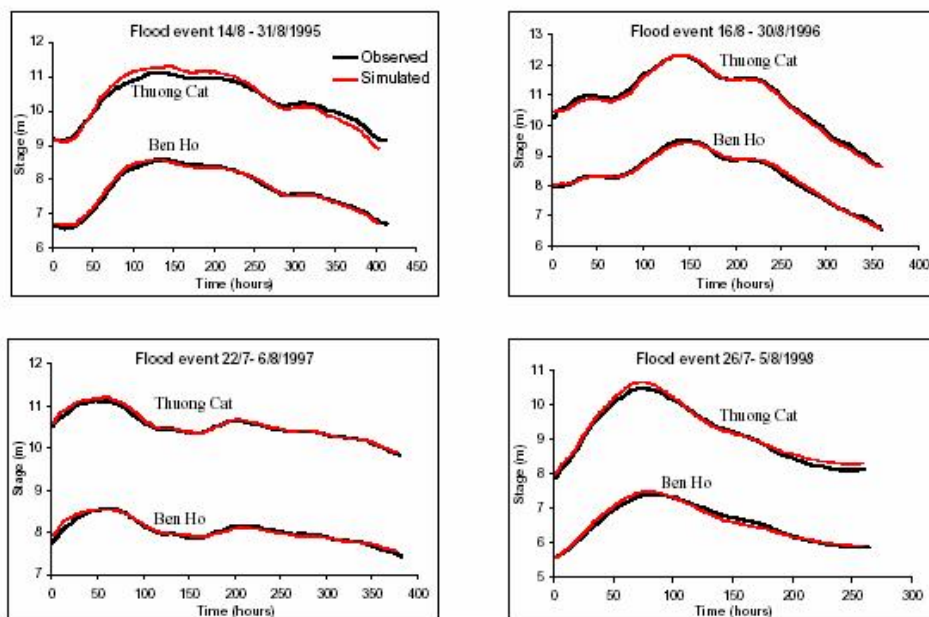 Flood event 14/8 - 31/8/1995
12
11
10
9
8
7
6
Stage (m)
Observed
Simulated
Thuong Cat
Ben Ho
0 50 100 150 200 250 300 350 400 450
Time (hours)
Flood event 16/8 - 30/8/1996
13
12
11
10
9
8
7
6
Stage (m)
Thuong Cat
Ben Ho
0 50 100 150 200 250 300 350 400
Time (hours)
Flood event 22/7- 6/8/1997
12
11
10
9
8
7
Stage (m)
Thuong Cat
Ben Ho
0 50 100 150 200 250 300 350 400
Time (hours)
Flood event 26/7- 5/8/1998
11
10
9
8
7
6
5
Stage (m)
Thuong Cat
Ben Ho
0 50 100 150 200 250 300
Time (hours)